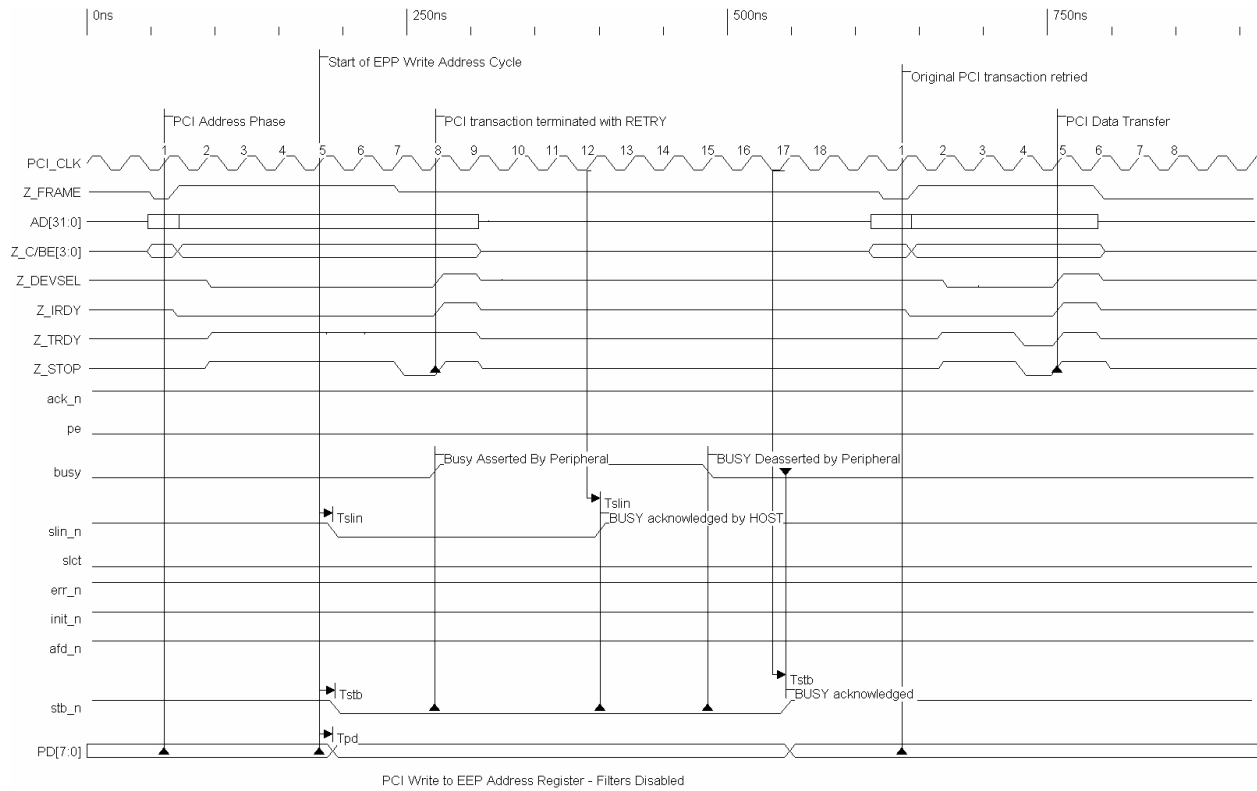 0ns 250ns 500ns 750ns
Start of EPP Write Address Cycle
Original PCI transaction retried
PCI Address Phase PCI transaction terminated with RETRY PCI Data Transfer
PCI_CLK 1 2 3 4 5 6 7 8 9 10 11 12 13 14 15 16 17 18 1 2 3 4 5 6 7 8
Z_FRAME
AD[31:0]
Z_C/BE[3:0]
Z_DEVSEL
Z_IRDY
Z_TRDY
Z_STOP
ack_n
pe
busy Busy Asserted By Peripheral BUSY Deasserted by Peripheral
Tslin
slin_n Tslin BUSY acknowledged by HOST
slct
err_n
init_n
afd_n
Tstb
stb_n Tstb BUSY acknowledged
Tpd
PD[7:0]
PCI Write to EEP Address Register - Filters Disabled